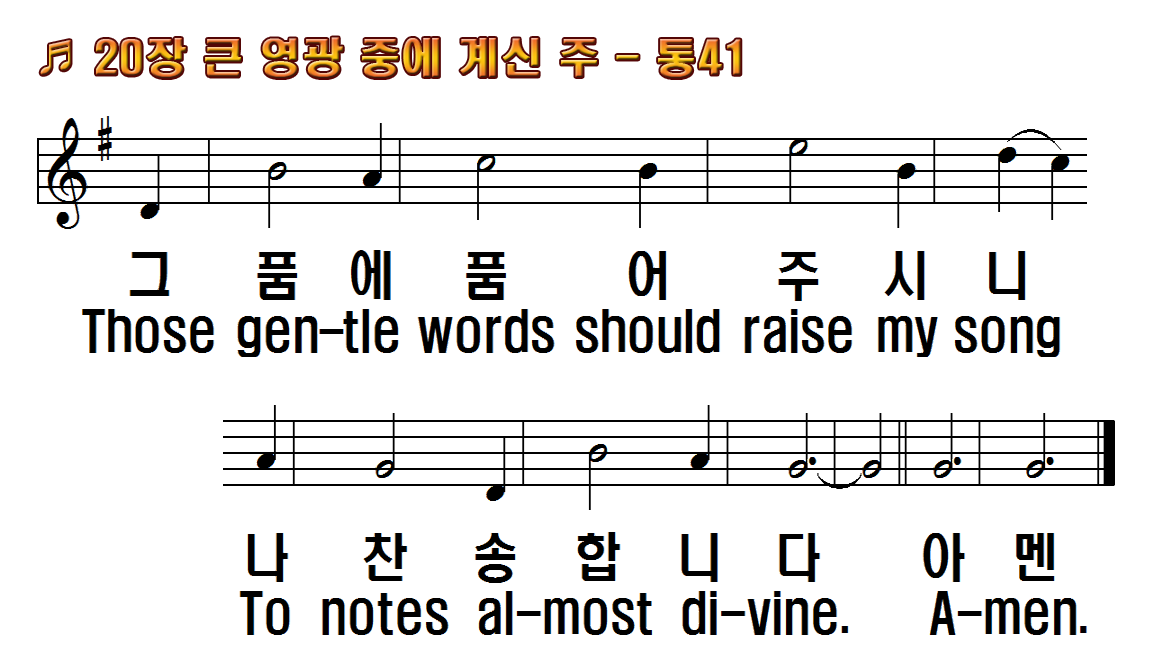 ♬ 20장 큰 영광 중에 계신 주 - 통41
그 품 에 품 어 주 시 니
Those gen-tle words should raise my song
나 찬 송 합 니 다 아 멘
To notes al-most di-vine. A-men.